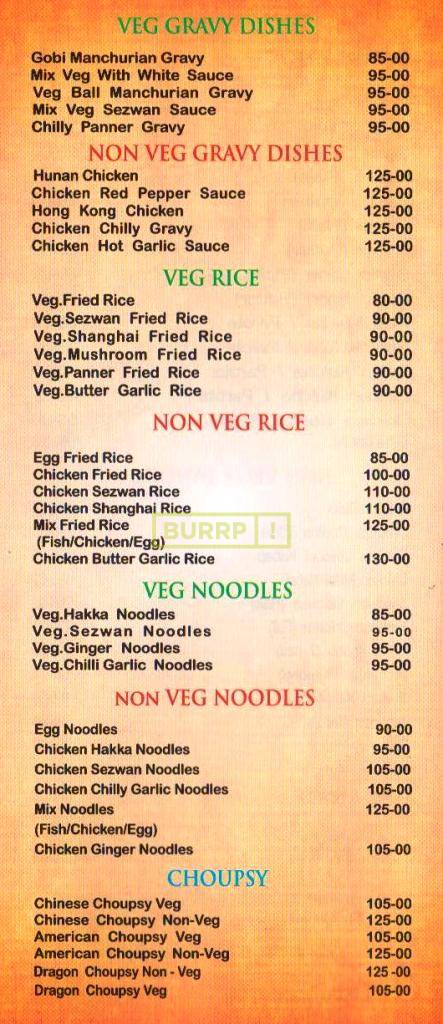 VEG GRAVY DISHES
Gobi Manchurian Gravy 85-00
Mix Veg With White Sauce 95-00
Veg Ball Manchurian Gravy 95-00
Mix Veg Sezwan Sauce 95-00
Chilly Panner Gravy 95-00
NON VEG GRAVY DISHES
Hunan Chicken 125-00
Chicken Red Pepper Sauce 125-00
Hong Kong Chicken 125-00
Chicken Chilly Gravy 125-00
Chicken Hot Garlic Sauce 125-00
VEG RICE
Veg.Fried Rice 80-00
Veg.Sezwan Fried Rice 90-00
Veg.Shanghai Fried Rice 90-00
Veg.Mushroom Fried Rice 90-00
Veg.Panner Fried Rice 90-00
Veg.Butter Garlic Rice 90-00
NON VEG RICE
Egg Fried Rice 85-00
Chicken Fried Rice 100-00
Chicken Sezwan Rice 110-00
Chicken Shanghai Rice 110-00
Mix Fried Rice 125-00
BURRP!
(Fish/Chicken/Egg)
Chicken Butter Garlic Rice 130-00
VEG NOODLES
Veg.Hakka Noodles 85-00
Veg.Sezwan Noodles 95-00
Veg.Ginger Noodles 95-00
Veg.Chilli Garlic Noodles 95-00
NON VEG NOODLES
Egg Noodles 90-00
Chicken Hakka Noodles 95-00
Chicken Sezwan Noodles 105-00
Chicken Chilly Garlic Noodles 105-00
Mix Noodles 125-00
(Fish/Chicken/Egg)
Chicken Ginger Noodles 105-00
CHOUPSY
Chinese Choupsy Veg 105-00
Chinese Choupsy Non-Veg 125-00
American Choupsy Veg 105-00
American Choupsy Non-Veg 125-00
Dragon Choupsy Non - Veg 125 -00
Dragon Choupsy Veg 105-00